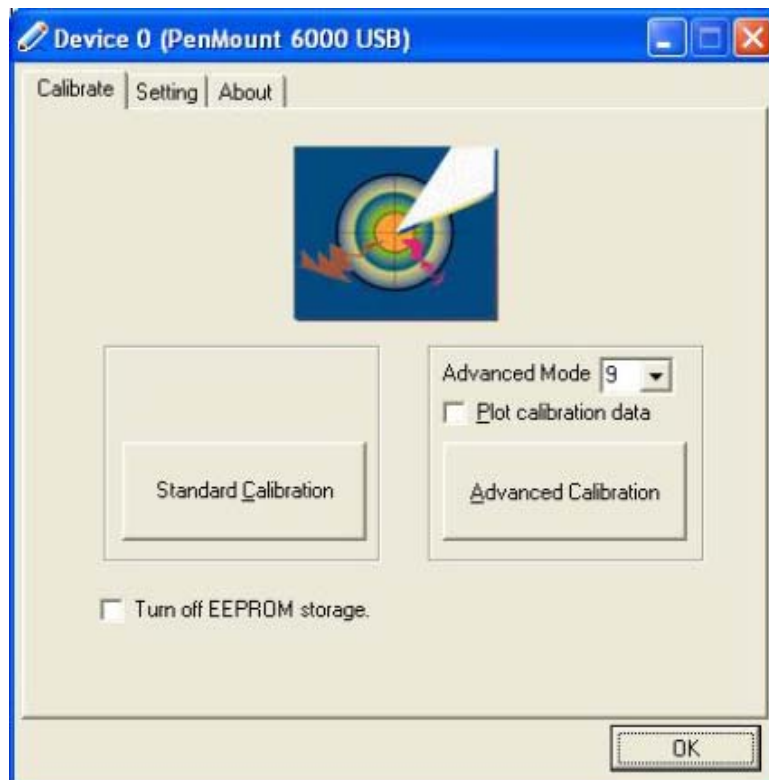 Device 0 (PenMount 6000 USB)
Calibrate Setting About
Advanced Mode 9
Plot calibration data
Standard Calibration
Advanced Calibration
Turn off EEPROM storage.
OK